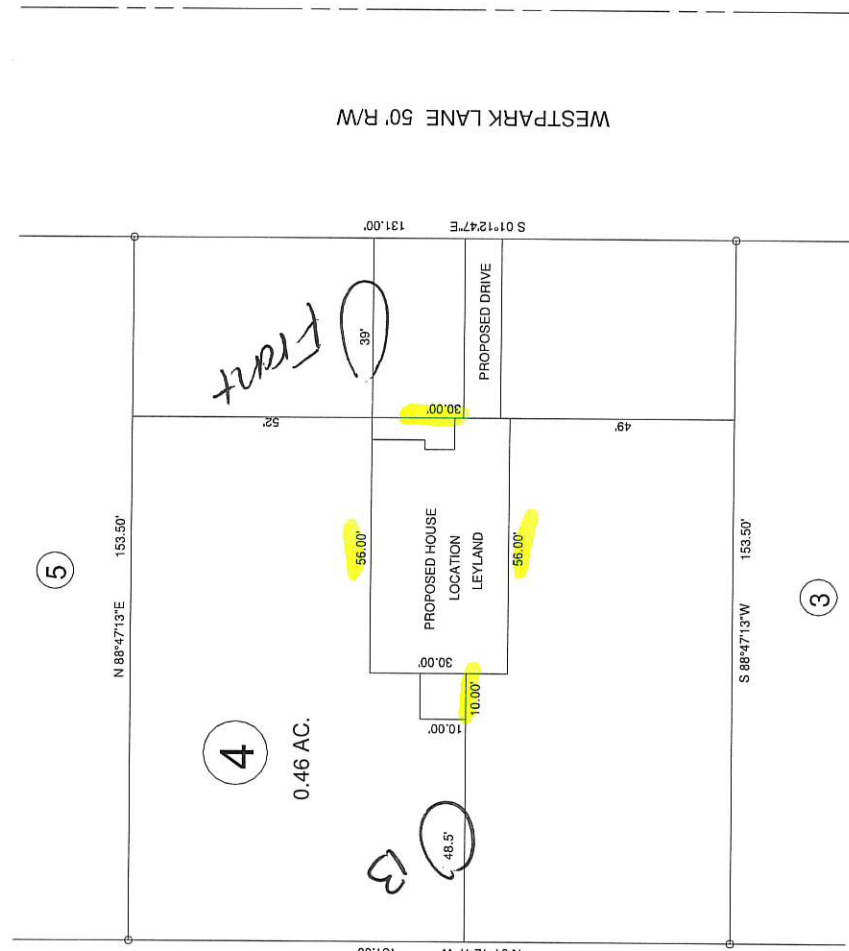 WESTPARK LANE 50' R/W
131.00'
S 01°12'47"E
Front
39'
PROPOSED DRIVE
52'
30.00'
49'
5
N 88°47'13"E 153.50'
56.00'
PROPOSED HOUSE
LOCATION
LEYLAND
56.00'
S 88°47'13"W 153.50'
3
30.00'
10.00'
10.00'
4
0.46 AC.
B
48.5'